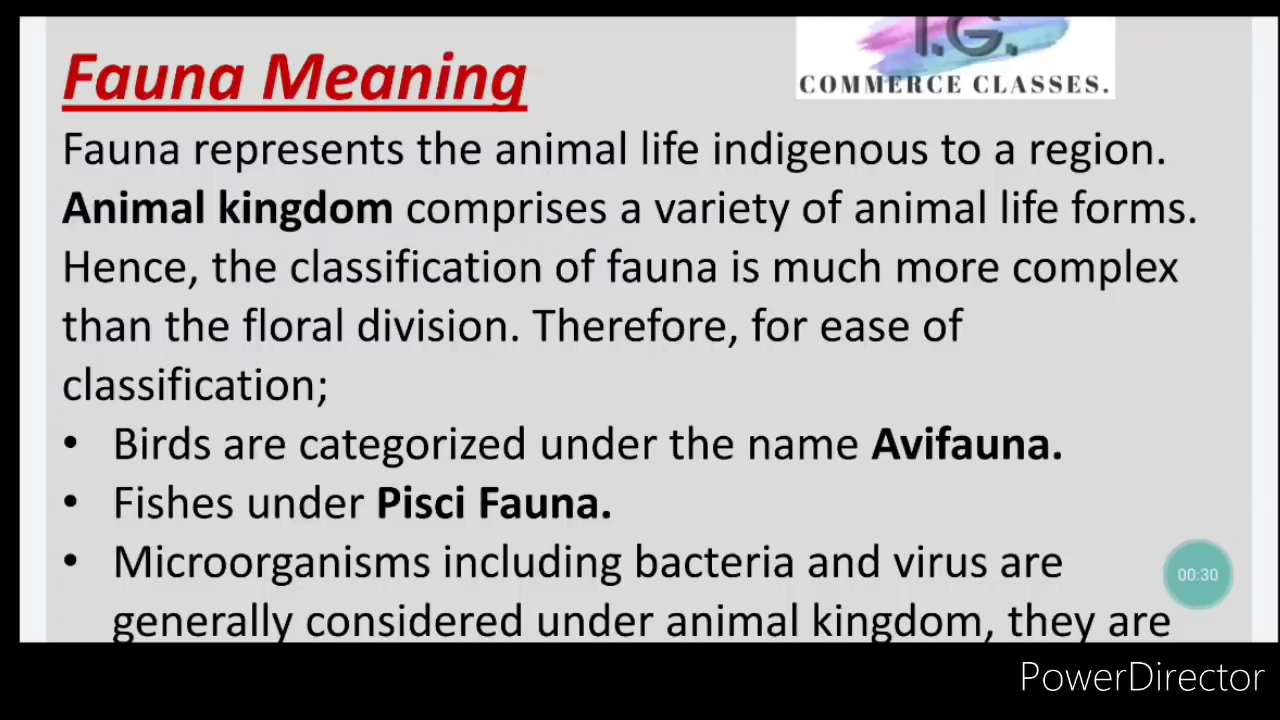 I.G.
COMMERCE CLASSES.
Fauna Meaning
Fauna represents the animal life indigenous to a region.
Animal kingdom comprises a variety of animal life forms.
Hence, the classification of fauna is much more complex
than the floral division. Therefore, for ease of
classification;
• Birds are categorized under the name Avifauna.
• Fishes under Pisci Fauna.
• Microorganisms including bacteria and virus are
generally considered under animal kingdom, they are
00:30
PowerDirector